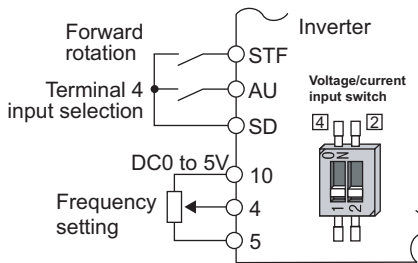 Inverter
Forward
rotation
STF
Terminal 4
input selection
AU
SD
Voltage/current
input switch
4 2
ON
1 2
DC0 to 5V
10
Frequency
setting
4
5